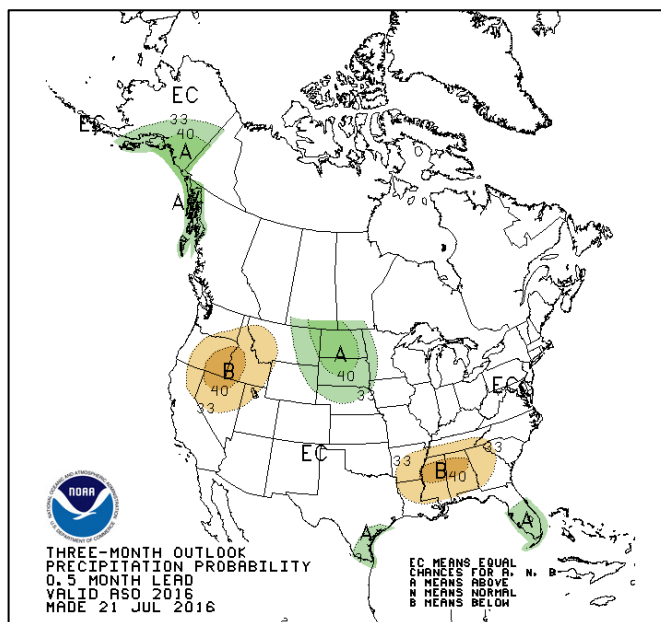 EC
EC
33
40
A
A
A
B
40
40
33
33
EC
EC
33
33
B
40
A
A
NATIONAL OCEANIC AND ATMOSPHERIC ADMINISTRATION
NOAA
U.S. DEPARTMENT OF COMMERCE
THREE-MONTH OUTLOOK
PRECIPITATION PROBABILITY
0.5 MONTH LEAD
VALID ASO 2016
MADE 21 JUL 2016
EC MEANS EQUAL
CHANCES FOR A, N, B
A MEANS ABOVE
N MEANS NORMAL
B MEANS BELOW